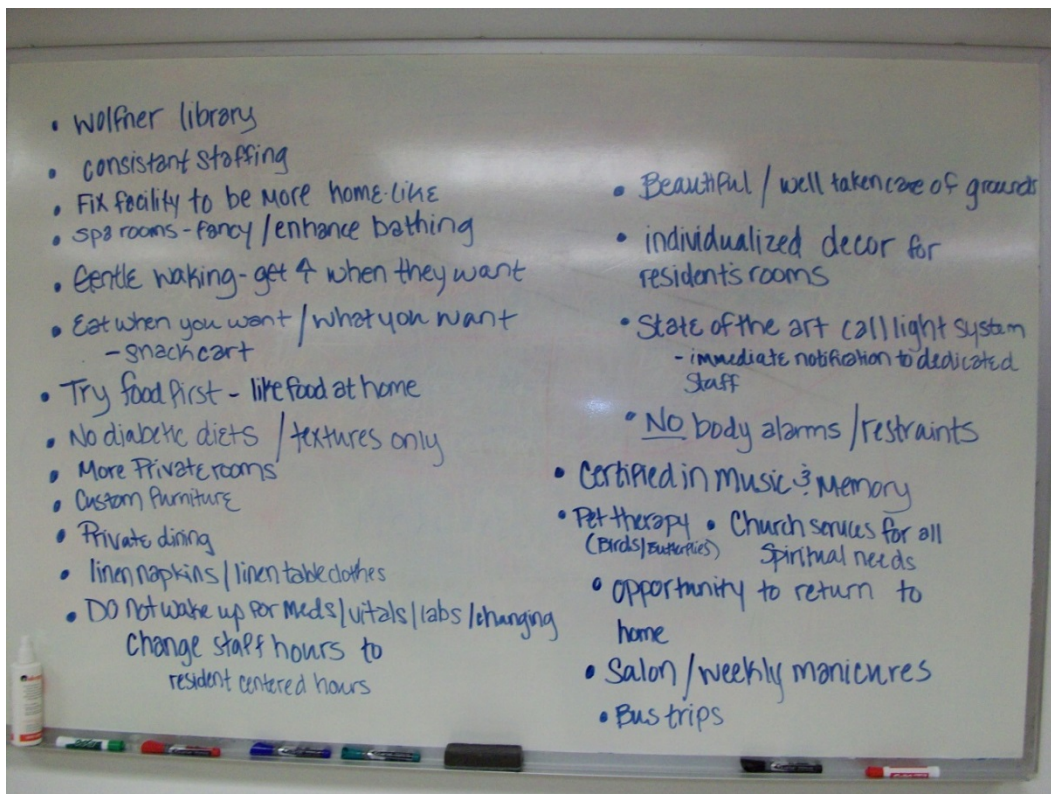 • Wolfner library
• consistant staffing
• Fix facility to be more home-like
• spa rooms - fancy / enhance bathing
• Gentle waking - get ↑ when they want
• Eat when you want / what you want
- snack cart
• Try food first - like food at home
• No diabetic diets / textures only
• More Private rooms
• Custom furniture
• Private dining
• linen napkins / linen table clothes
• Do not wake up for meds / vitals / labs / changing
change staff hours to
resident centered hours
• Beautiful / well taken care of grounds
• individualized decor for
resident's rooms
• State of the art call light system
- immediate notification to dedicated
staff
• NO body alarms / restraints
• Certified in Music & Memory
• Pet therapy • Church services for all
(Birds/Butterflies) Spiritual needs
• opportunity to return to
home
• Salon / weekly manicures
• Bus trips